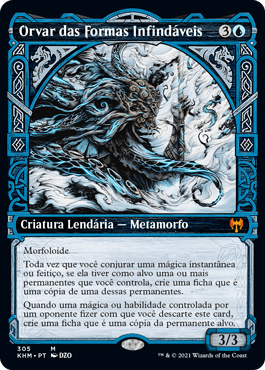 Orvar das Formas Infindáveis 3
Criatura Lendária — Metamorfo
Morfoloide
Toda vez que você conjurar uma mágica instantânea
ou feitiço, se ela tiver como alvo uma ou mais
permanentes que você controla, crie uma ficha que é
uma cópia de uma dessas permanentes.
Quando uma mágica ou habilidade controlada por
um oponente fizer com que você descarte este card,
crie uma ficha que é uma cópia da permanente alvo.
3/3
305 M
KHM • PT DZO
™ & © 2021 Wizards of the Coast